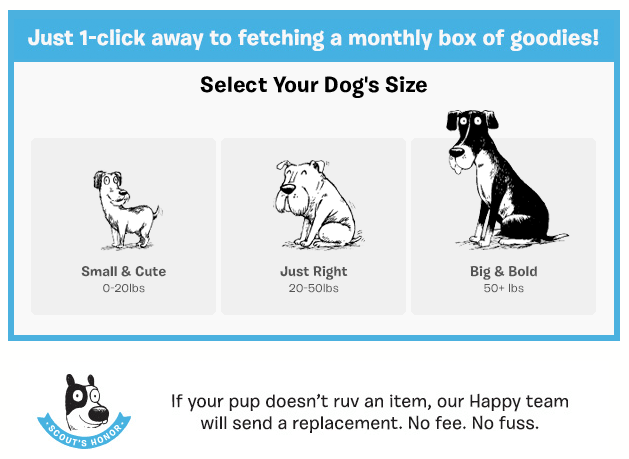 Just 1-click away to fetching a monthly box of goodies!
Select Your Dog's Size
Small & Cute
0-20lbs
Just Right
20-50lbs
Big & Bold
50+ lbs
SCOUT'S HONOR
If your pup doesn't ruv an item, our Happy team
will send a replacement. No fee. No fuss.